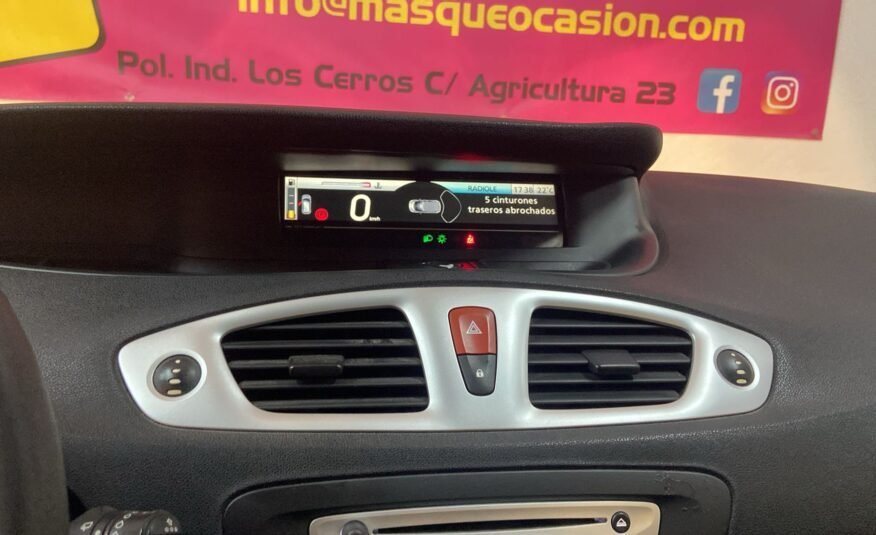 info@masqueocasion.com
Pol. Ind. Los Cerros C/ Agricultura 23
RADIOLE 17 38 22°C
0 km/h
5 cinturones
traseros abrochados